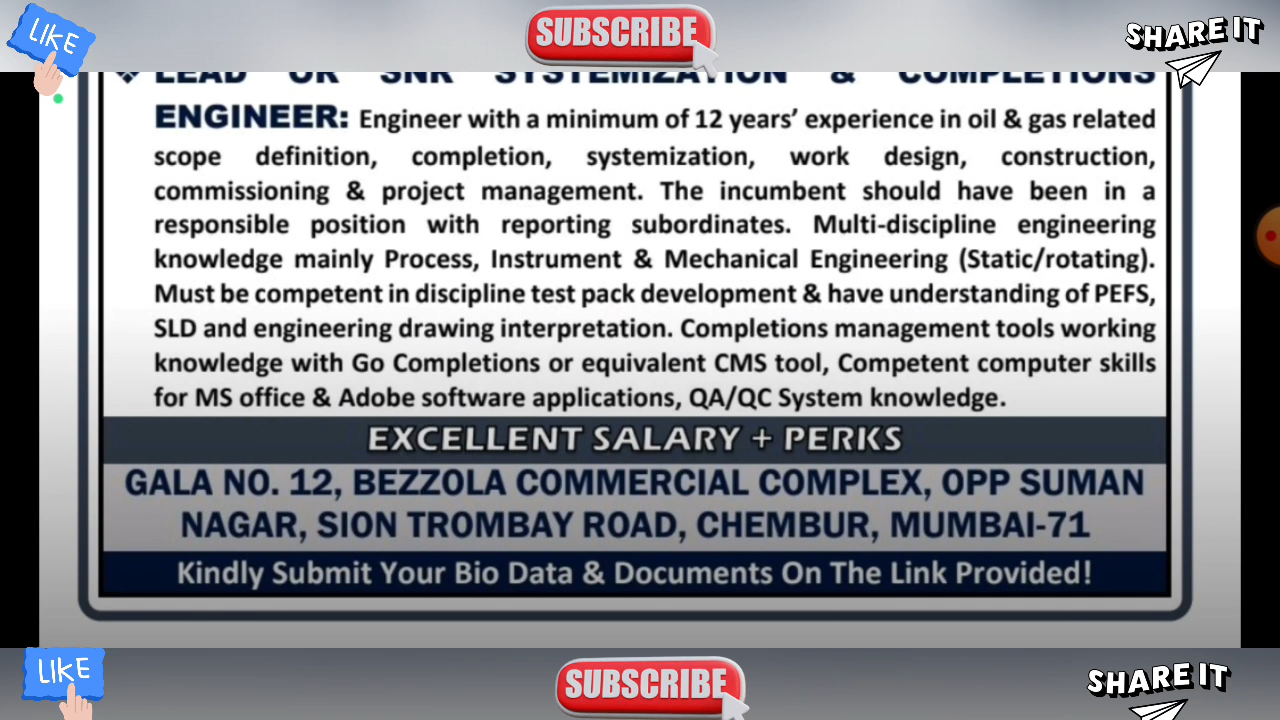 LIKE
SUBSCRIBE
SHARE IT
LEAD OR SNR SYSTEMIZATION & COMPLETIONS
ENGINEER: Engineer with a minimum of 12 years’ experience in oil & gas related
scope definition, completion, systemization, work design, construction,
commissioning & project management. The incumbent should have been in a
responsible position with reporting subordinates. Multi-discipline engineering
knowledge mainly Process, Instrument & Mechanical Engineering (Static/rotating).
Must be competent in discipline test pack development & have understanding of PEFS,
SLD and engineering drawing interpretation. Completions management tools working
knowledge with Go Completions or equivalent CMS tool, Competent computer skills
for MS office & Adobe software applications, QA/QC System knowledge.
EXCELLENT SALARY + PERKS
GALA NO. 12, BEZZOLA COMMERCIAL COMPLEX, OPP SUMAN
NAGAR, SION TROMBAY ROAD, CHEMBUR, MUMBAI-71
Kindly Submit Your Bio Data & Documents On The Link Provided!
LIKE
SUBSCRIBE
SHARE IT